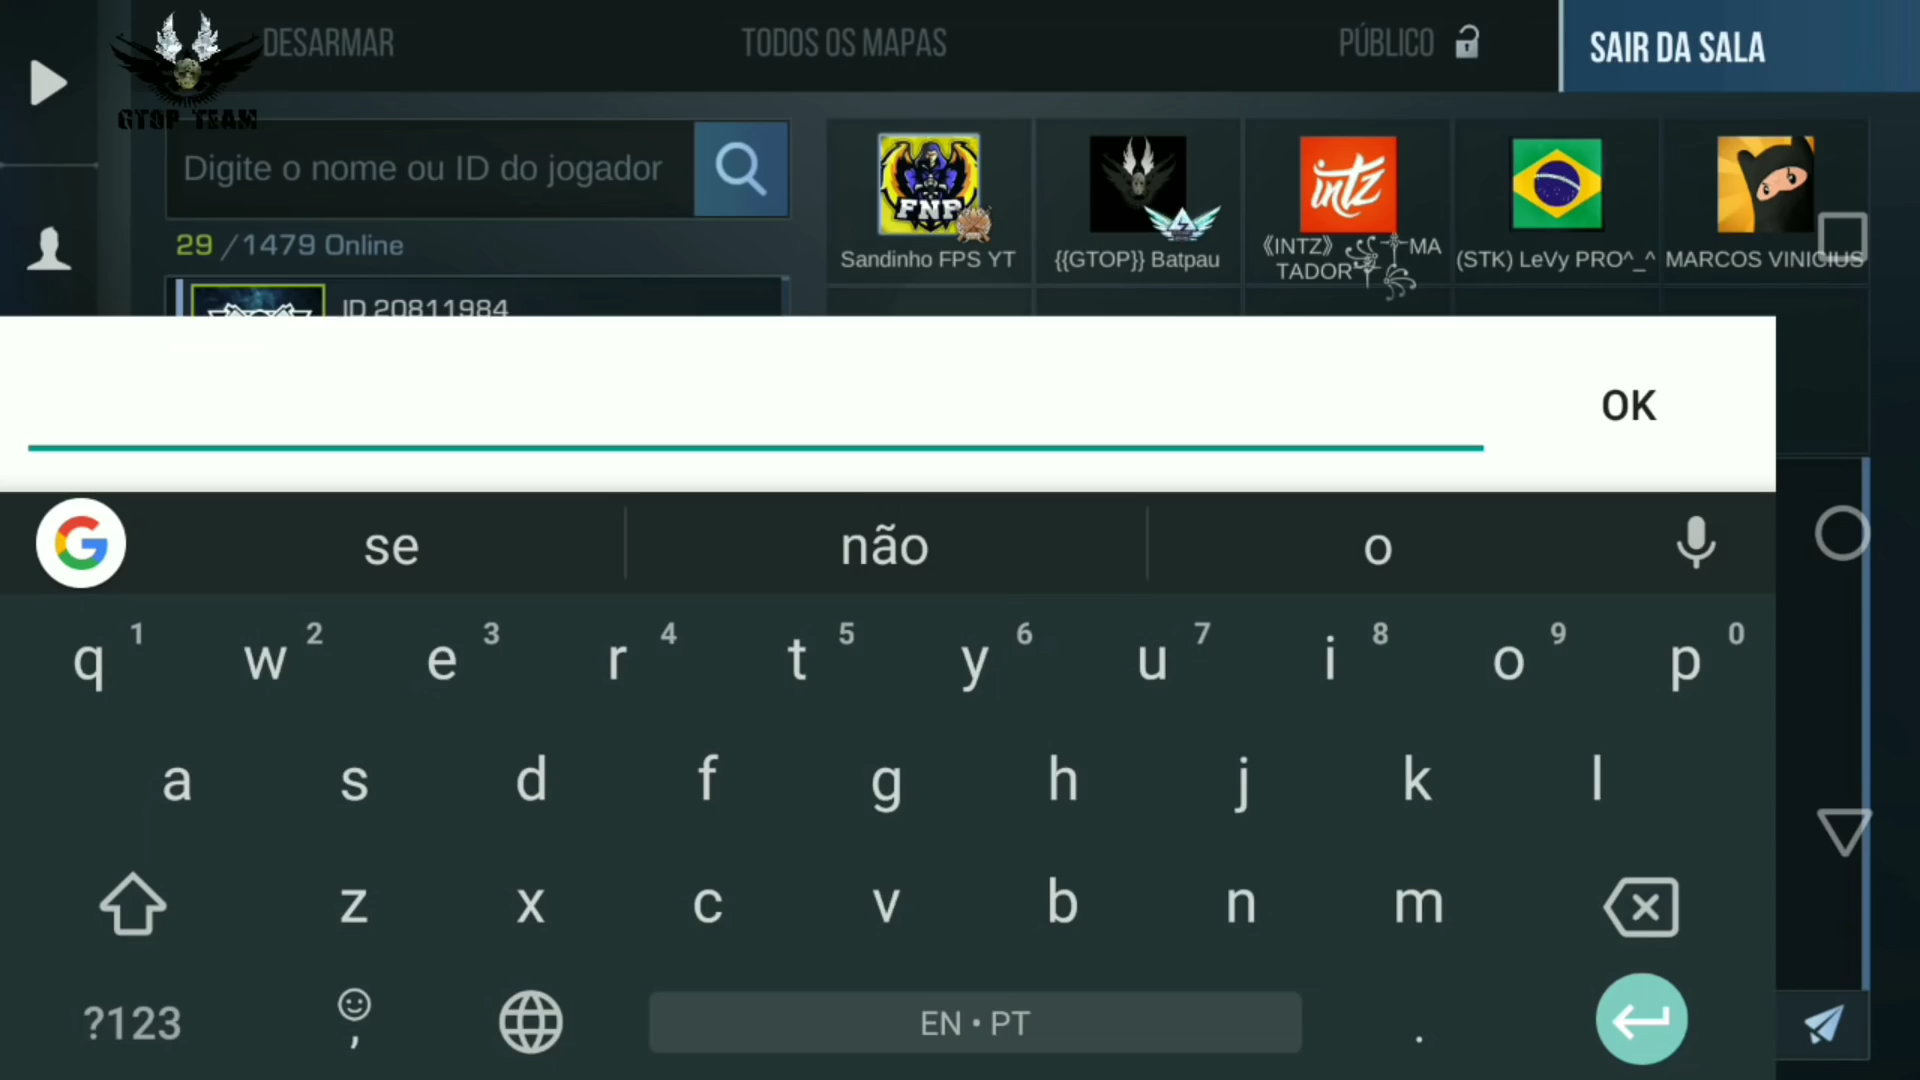 DESARMAR
TODOS OS MAPAS
PÚBLICO
SAIR DA SALA
GTOP TEAM
Digite o nome ou ID do jogador
29 /1479 Online
ID 20811984
FNP
intz
Sandinho FPS YT
{{GTOP}} Batpau
《INTZ》 MA
TADOR
(STK) LeVy PRO^_^
MARCOS VINICIUS
OK
G
se
não
o
q 1 w 2 e 3 r 4 t 5 y 6 u 7 i 8 o 9 p 0
a s d f g h j k l
z x c v b n m
?123 , EN • PT .